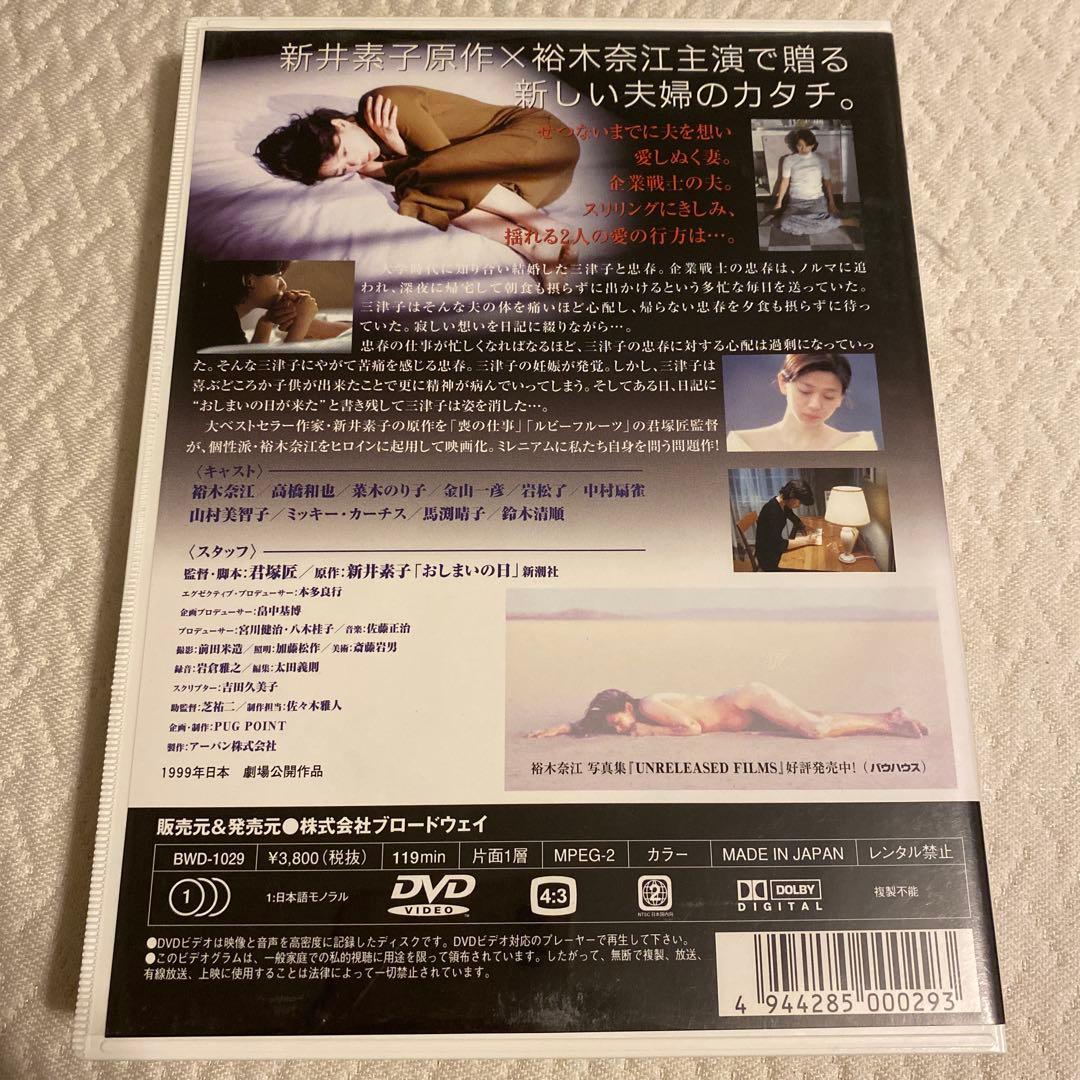 新井素子原作×裕木奈江主演で贈る
新しい夫婦のカタチ。
せつないまでに夫を想い
愛しぬく妻。
企業戦士の夫。
スリリングにきしみ、
揺れる2人の愛の行方は…。
大学時代に知り合い結婚した三津子と忠春。企業戦士の忠春は、ノルマに追
われ、深夜に帰宅して朝食も摂らずに出かけるという多忙な毎日を送っていた。
三津子はそんな夫の体を痛いほど心配し、帰らない忠春を夕食も摂らずに待っ
ていた。寂しい想いを日記に綴りながら…。
忠春の仕事が忙しくなればなるほど、三津子の忠春に対する心配は過剰になっていっ
た。そんな三津子にやがて苦痛を感じる忠春。三津子の妊娠が発覚。しかし、三津子は
喜ぶどころか子供が出来たことで更に精神が病んでいってしまう。そしてある日、日記に
“おしまいの日が来た”と書き残して三津子は姿を消した…。
大ベストセラー作家・新井素子の原作を「喪の仕事」「ルビーフルーツ」の君塚匠監督
が、個性派・裕木奈江をヒロインに起用して映画化。ミレニアムに私たち自身を問う問題作!
〈キャスト〉
裕木奈江/高橋和也/菜木のり子/金山一彦/岩松了/中村扇雀
山村美智子/ミッキー・カーチス/馬渕晴子/鈴木清順
〈スタッフ〉
監督・脚本:君塚匠/原作:新井素子「おしまいの日」新潮社
エグゼクティブ・プロデューサー:本多良行
企画プロデューサー:畠中基博
プロデューサー:宮川健治・八木桂子/音楽:佐藤正治
撮影:前田米造/照明:加藤松作/美術:斎藤岩男
録音:岩倉雅之/編集:太田義則
スクリプター:吉田久美子
助監督:芝祐二/制作担当:佐々木雅人
企画・制作:PUG POINT
製作:アーバン株式会社
1999年日本 劇場公開作品
裕木奈江 写真集『UNRELEASED FILMS』好評発売中!(バウハウス)
販売元&発売元●株式会社ブロードウェイ
BWD-1029 ¥3,800(税抜) 119min 片面1層 MPEG-2 カラー MADE IN JAPAN レンタル禁止
1 1:日本語モノラル DVD VIDEO 4:3 2 NTSC 日本国内向 DOLBY DIGITAL 複製不能
●DVDビデオは映像と音声を高密度に記録したディスクです。DVDビデオ対応のプレーヤーで再生して下さい。
●このビデオグラムは、一般家庭での私的視聴に用途を限って領布されています。したがって、無断で複製、放送、
有線放送、上映に使用することは法律によって一切禁止されています。
4 944285 000293